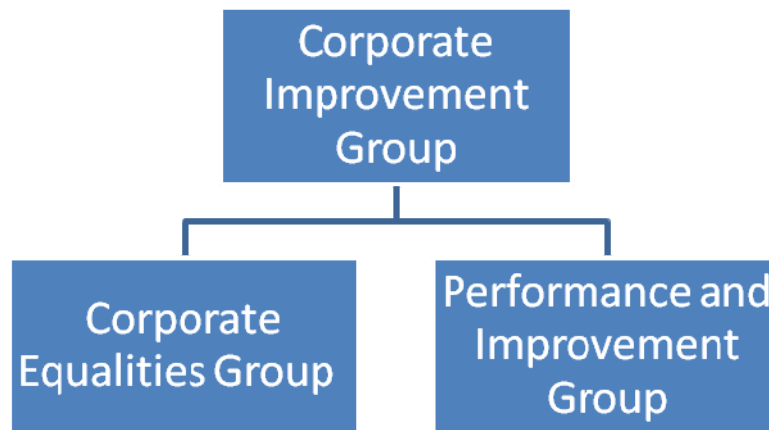 Corporate
Improvement
Group
Corporate
Equalities Group
Performance and
Improvement
Group